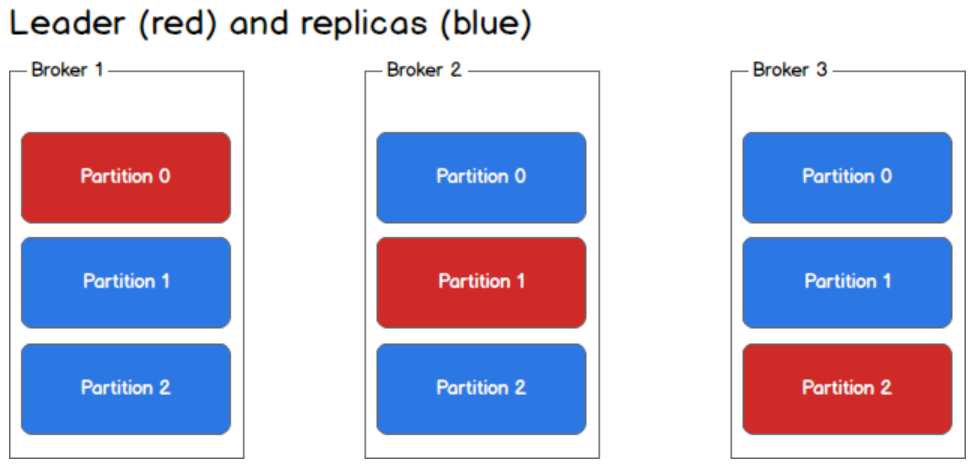 Leader (red) and replicas (blue)
Broker 1
Partition 0
Partition 1
Partition 2
Broker 2
Partition 0
Partition 1
Partition 2
Broker 3
Partition 0
Partition 1
Partition 2